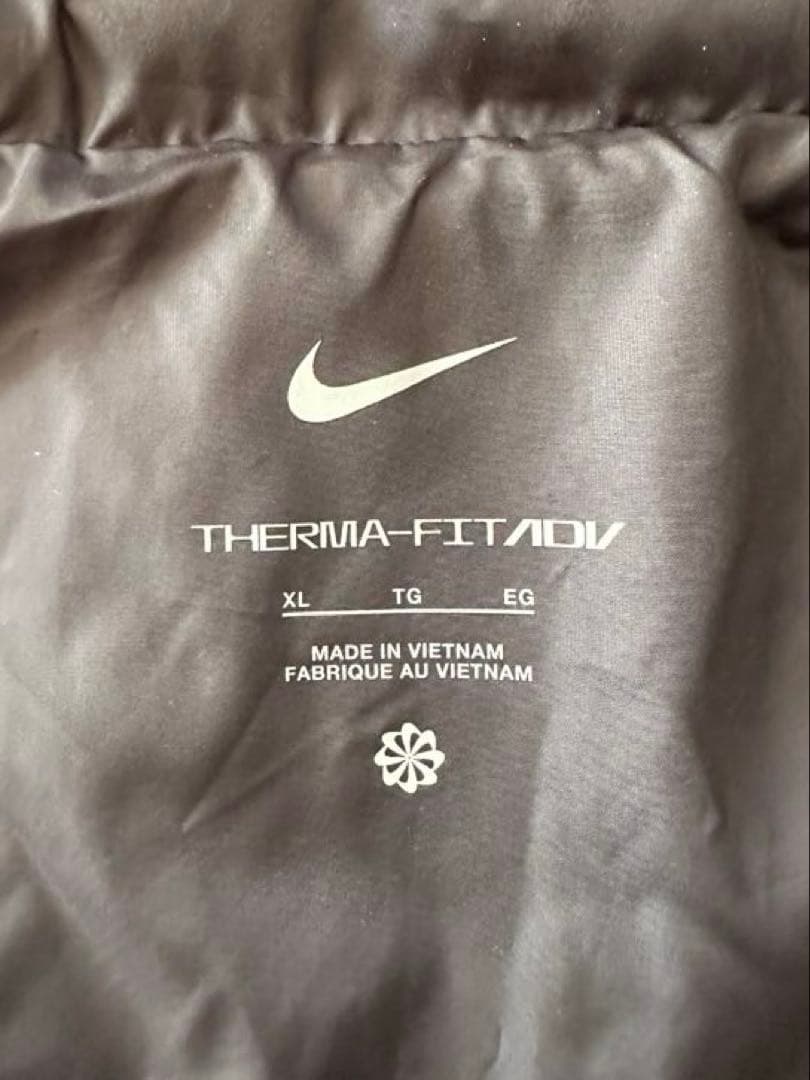 THERMA-FIT ADV
XL TG EG
MADE IN VIETNAM
FABRIQUE AU VIETNAM